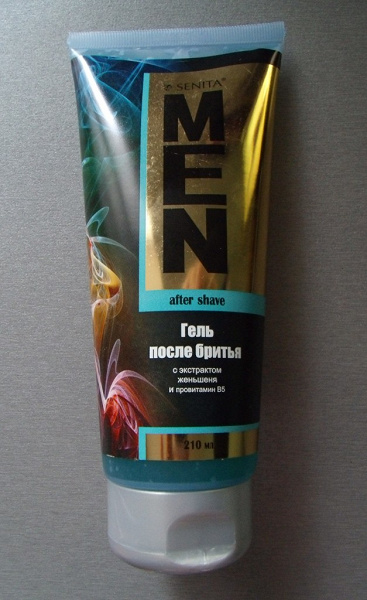 SENITA®
MEN
after shave
Гель
после бритья
с экстрактом
женьшеня
и провитамин B5
210 мл